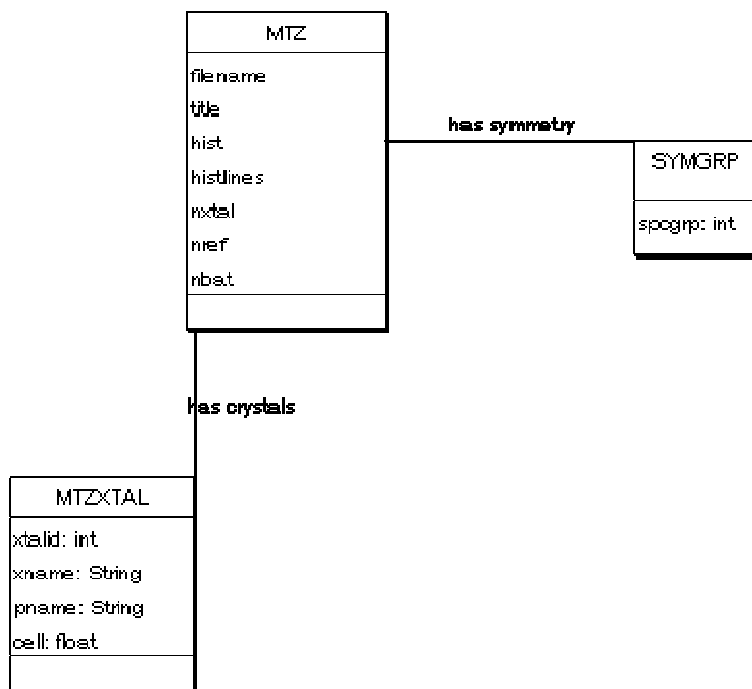 MTZ
filename
title
hist
histlines
nxtal
nref
nbat
has symmetry
SYMGRP
spcgrp: int
has crystals
MTZXTAL
xtalid: int
xname: String
pname: String
cell: float